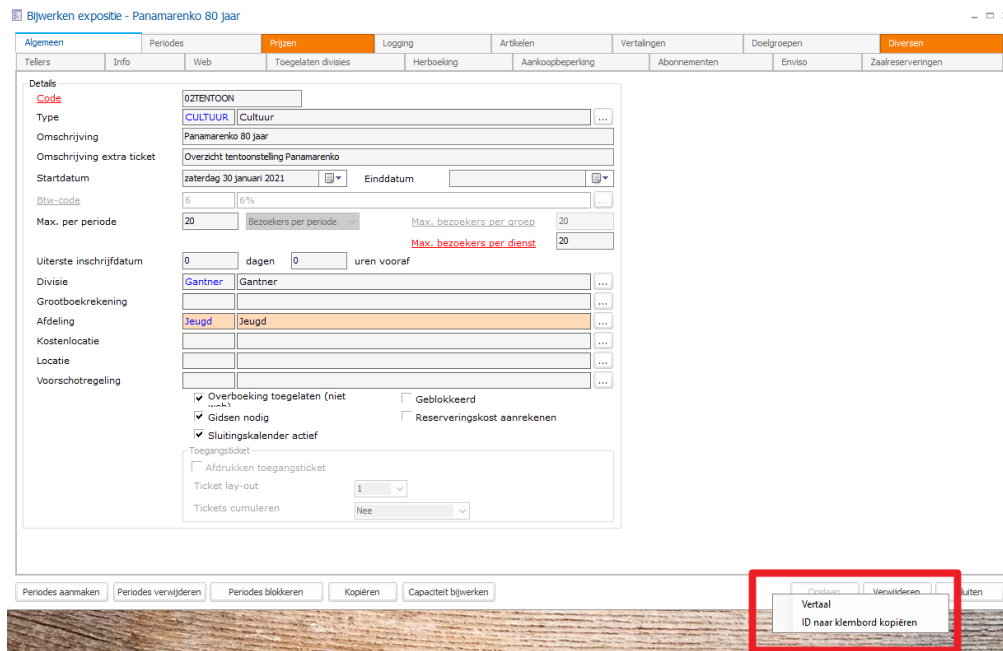 Bijwerken expositie - Panamarenko 80 jaar
Algemeen Periodes Prijzen Logging Artikelen Vertalingen Doelgroepen Diversen
Tellers Info Web Toegelaten divisies Herboeking Aankoopbeperking Abonnementen Enviso Zaalreserveringen
Details
Code 02TENTOON
Type CULTUUR Cultuur ...
Omschrijving Panamarenko 80 jaar
Omschrijving extra ticket Overzicht tentoonstelling Panamarenko
Startdatum zaterdag 30 januari 2021 Einddatum
Btw-code 6 6% ...
Max. per periode 20 Bezoekers per periode Max. bezoekers per groep 20
Max. bezoekers per dienst 20
Uiterste inschrijfdatum 0 dagen 0 uren vooraf
Divisie Gantner Gantner ...
Grootboekrekening ...
Afdeling Jeugd Jeugd ...
Kostenlocatie ...
Locatie ...
Voorschotregeling ...
Overboeking toegelaten (niet Geblokkeerd
Gidsen nodig Reserveringskost aanrekenen
Sluitingskalender actief
Toegangsticket
Afdrukken toegangsticket
Ticket lay-out 1
Tickets cumuleren Nee
Periodes aanmaken Periodes verwijderen Periodes blokkeren Kopiëren Capaciteit bijwerken Opslaan Verwijderen luiten
Vertaal
ID naar klembord kopiëren